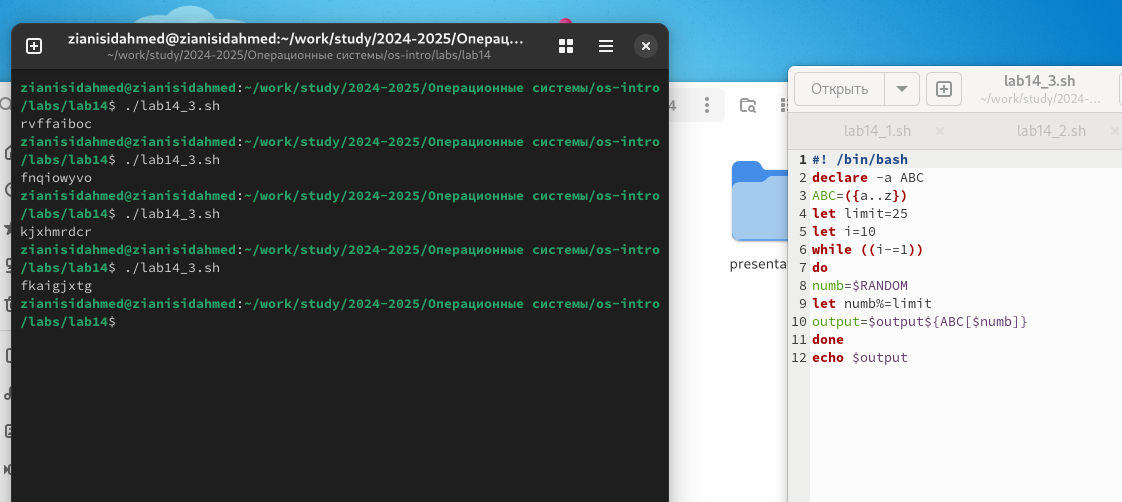 zianisidahmed@zianisidahmed:~/work/study/2024-2025/Операц...
~/work/study/2024-2025/Операционные системы/os-intro/labs/lab14
zianisidahmed@zianisidahmed:~/work/study/2024-2025/Операционные системы/os-intro
/labs/lab14$ ./lab14_3.sh
rvffaiboc
zianisidahmed@zianisidahmed:~/work/study/2024-2025/Операционные системы/os-intro
/labs/lab14$ ./lab14_3.sh
fnqiowyvo
zianisidahmed@zianisidahmed:~/work/study/2024-2025/Операционные системы/os-intro
/labs/lab14$ ./lab14_3.sh
kjxhmrdcr
zianisidahmed@zianisidahmed:~/work/study/2024-2025/Операционные системы/os-intro
/labs/lab14$ ./lab14_3.sh
fkaigjxtg
zianisidahmed@zianisidahmed:~/work/study/2024-2025/Операционные системы/os-intro
/labs/lab14$
4
presenta
Открыть
lab14_3.sh
~/work/study/2024-...
lab14_1.sh
lab14_2.sh
1 #! /bin/bash
2 declare -a ABC
3 ABC=({a..z})
4 let limit=25
5 let i=10
6 while ((i-=1))
7 do
8 numb=$RANDOM
9 let numb%=limit
10 output=$output${ABC[$numb]}
11 done
12 echo $output